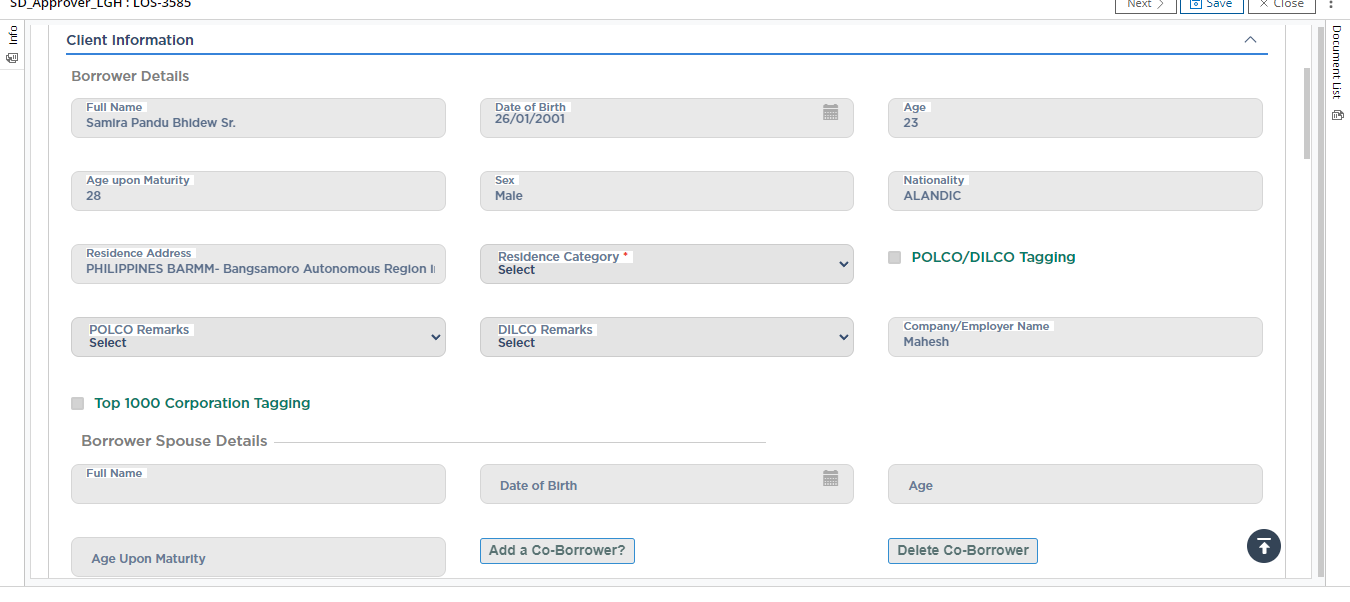 SD_Approver_LGH : LOS-3585
Next
Save
Close
Info
Document List
Client Information
Borrower Details
Full Name
Samira Pandu Bhidew Sr.
Date of Birth
26/01/2001
Age
23
Age upon Maturity
28
Sex
Male
Nationality
ALANDIC
Residence Address
PHILIPPINES BARMM- Bangsamoro Autonomous Region
Residence Category *
Select
POLCO/DILCO Tagging
POLCO Remarks
Select
DILCO Remarks
Select
Company/Employer Name
Mahesh
Top 1000 Corporation Tagging
Borrower Spouse Details
Full Name
Date of Birth
Age
Age Upon Maturity
Add a Co-Borrower?
Delete Co-Borrower